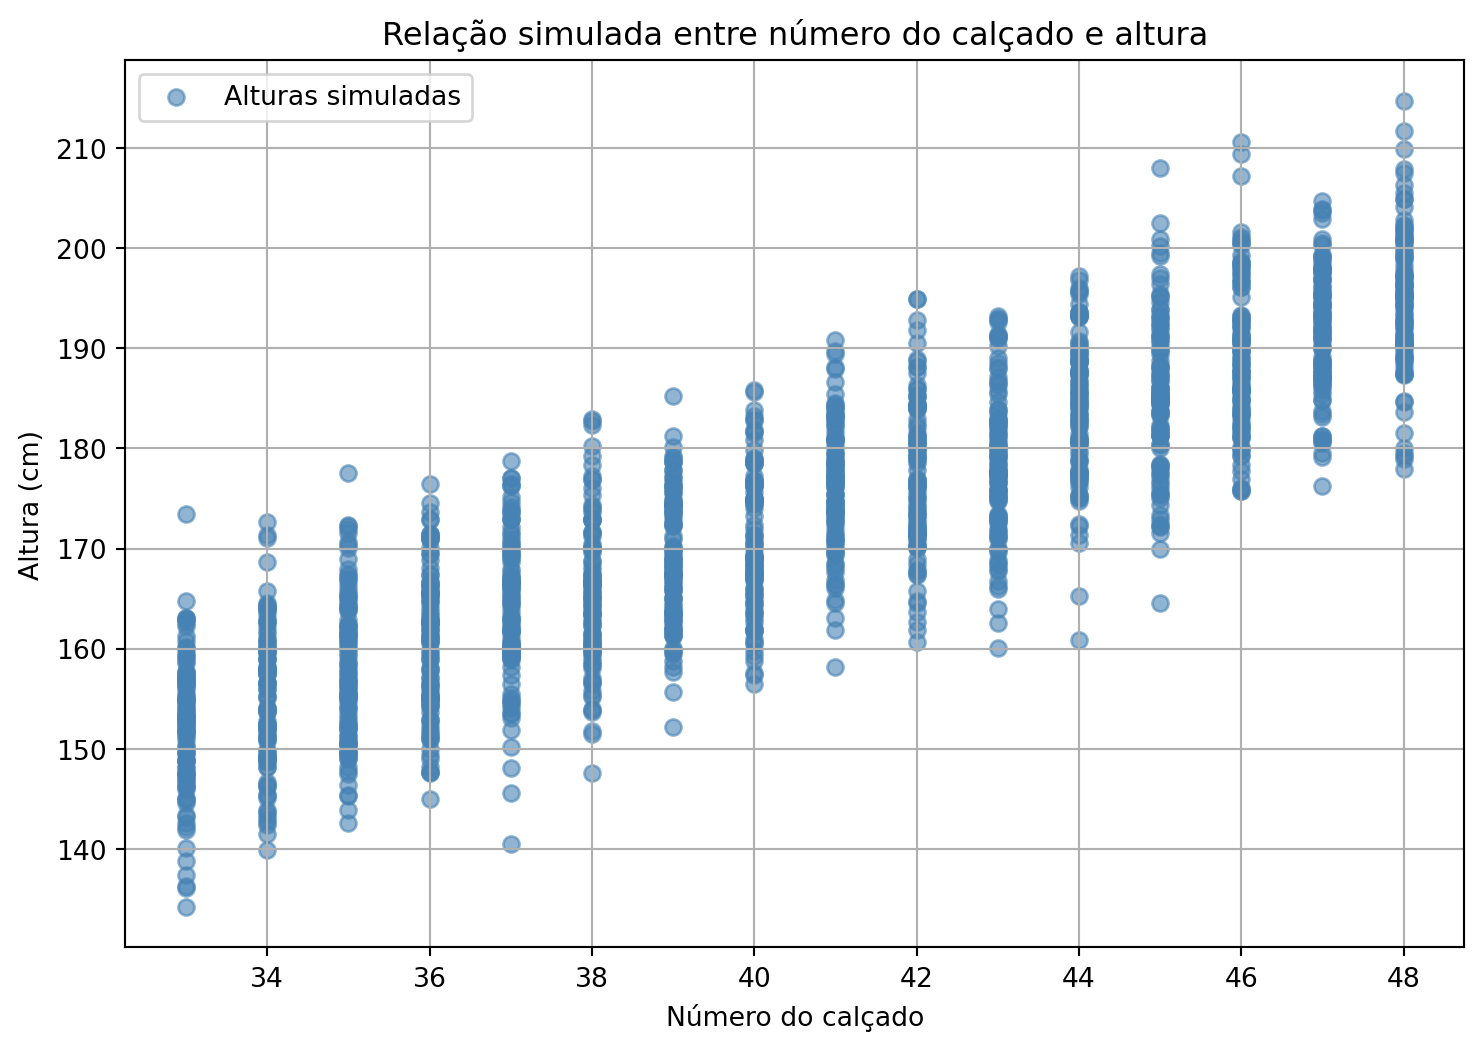 Relação simulada entre número do calçado e altura
Alturas simuladas
Altura (cm)
210
200
190
180
170
160
150
140
34 36 38 40 42 44 46 48
Número do calçado